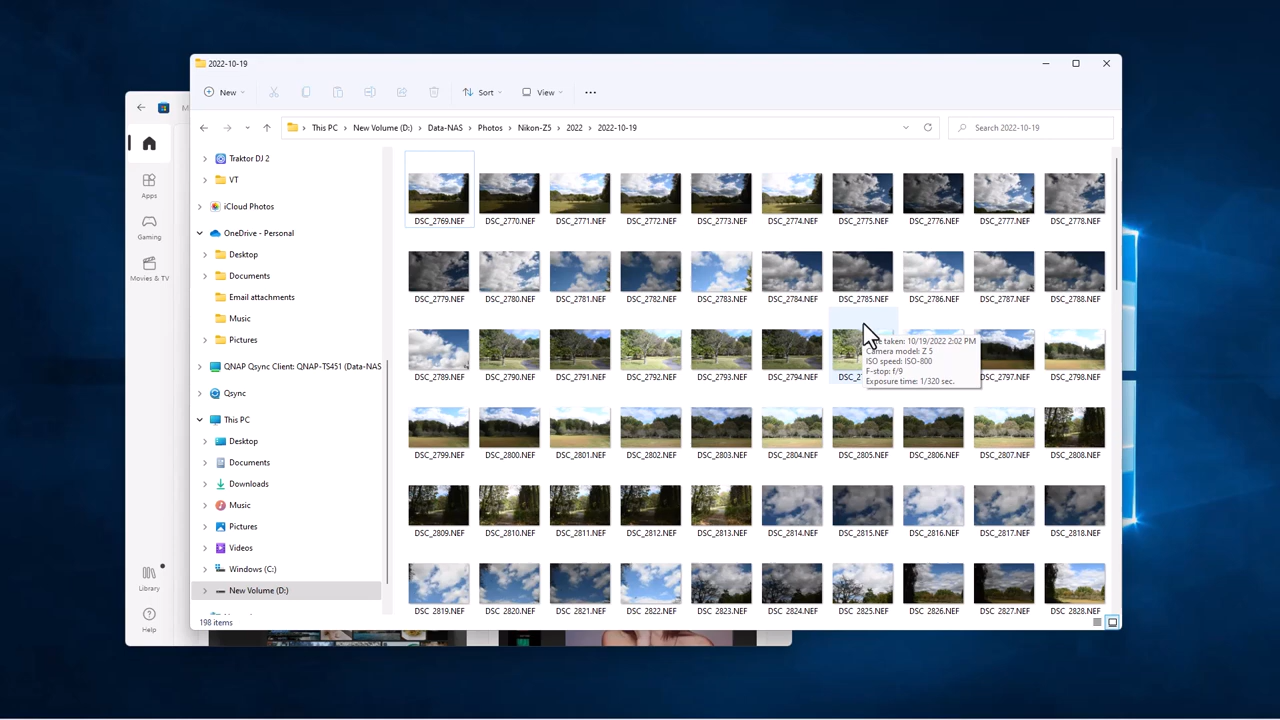 2022-10-19
M
New
Sort
View
This PC
New Volume (D:)
Data-NAS
Photos
Nikon-Z5
2022
2022-10-19
Search 2022-10-19
Apps
Gaming
Movies & TV
Library
Help
Traktor DJ 2
VT
iCloud Photos
OneDrive - Personal
Desktop
Documents
Email attachments
Music
Pictures
QNAP Qsync Client: QNAP-TS451 (Data-NAS
Qsync
This PC
Desktop
Documents
Downloads
Music
Pictures
Videos
Windows (C:)
New Volume (D:)
DSC_2769.NEF DSC_2770.NEF DSC_2771.NEF DSC_2772.NEF DSC_2773.NEF DSC_2774.NEF DSC_2775.NEF DSC_2776.NEF DSC_2777.NEF DSC_2778.NEF
DSC_2779.NEF DSC_2780.NEF DSC_2781.NEF DSC_2782.NEF DSC_2783.NEF DSC_2784.NEF DSC_2785.NEF DSC_2786.NEF DSC_2787.NEF DSC_2788.NEF
taken: 10/19/2022 2:02 PM
Camera model: Z 5
ISO speed: ISO-800
F-stop: f/9
Exposure time: 1/320 sec.
DSC_2789.NEF DSC_2790.NEF DSC_2791.NEF DSC_2792.NEF DSC_2793.NEF DSC_2794.NEF DSC_2797.NEF DSC_2798.NEF
DSC_2799.NEF DSC_2800.NEF DSC_2801.NEF DSC_2802.NEF DSC_2803.NEF DSC_2804.NEF DSC_2805.NEF DSC_2806.NEF DSC_2807.NEF DSC_2808.NEF
DSC_2809.NEF DSC_2810.NEF DSC_2811.NEF DSC_2812.NEF DSC_2813.NEF DSC_2814.NEF DSC_2815.NEF DSC_2816.NEF DSC_2817.NEF DSC_2818.NEF
DSC_2819.NEF DSC_2820.NEF DSC_2821.NEF DSC_2822.NEF DSC_2823.NEF DSC_2824.NEF DSC_2825.NEF DSC_2826.NEF DSC_2827.NEF DSC_2828.NEF
198 items